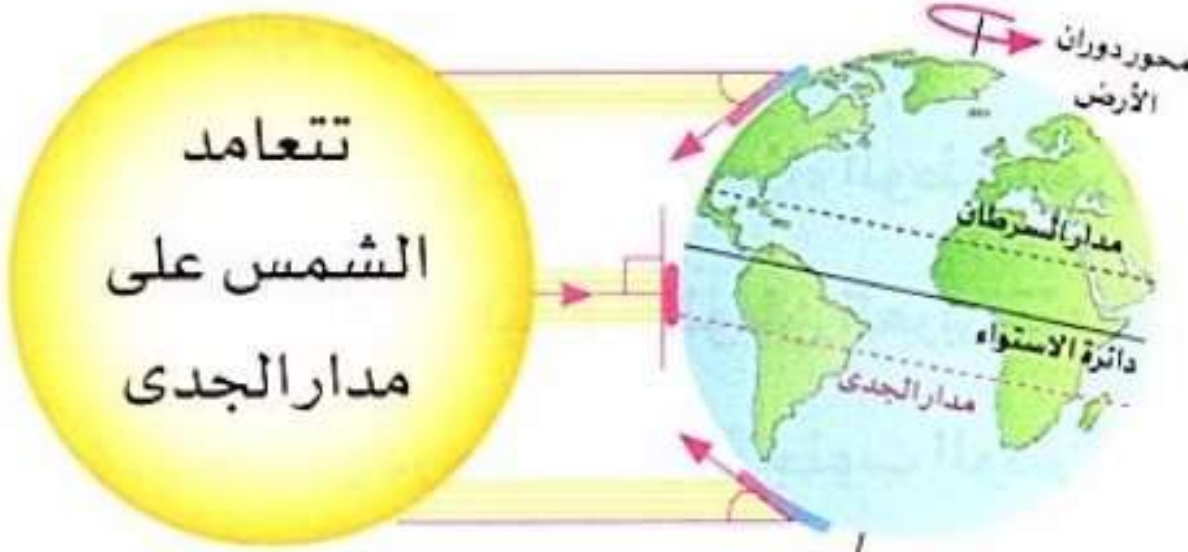 تتعامد
الشمس على
مدار الجدى
محور دوران
الأرض
مدار السرطان
دائرة الاستواء
مدار الجدى